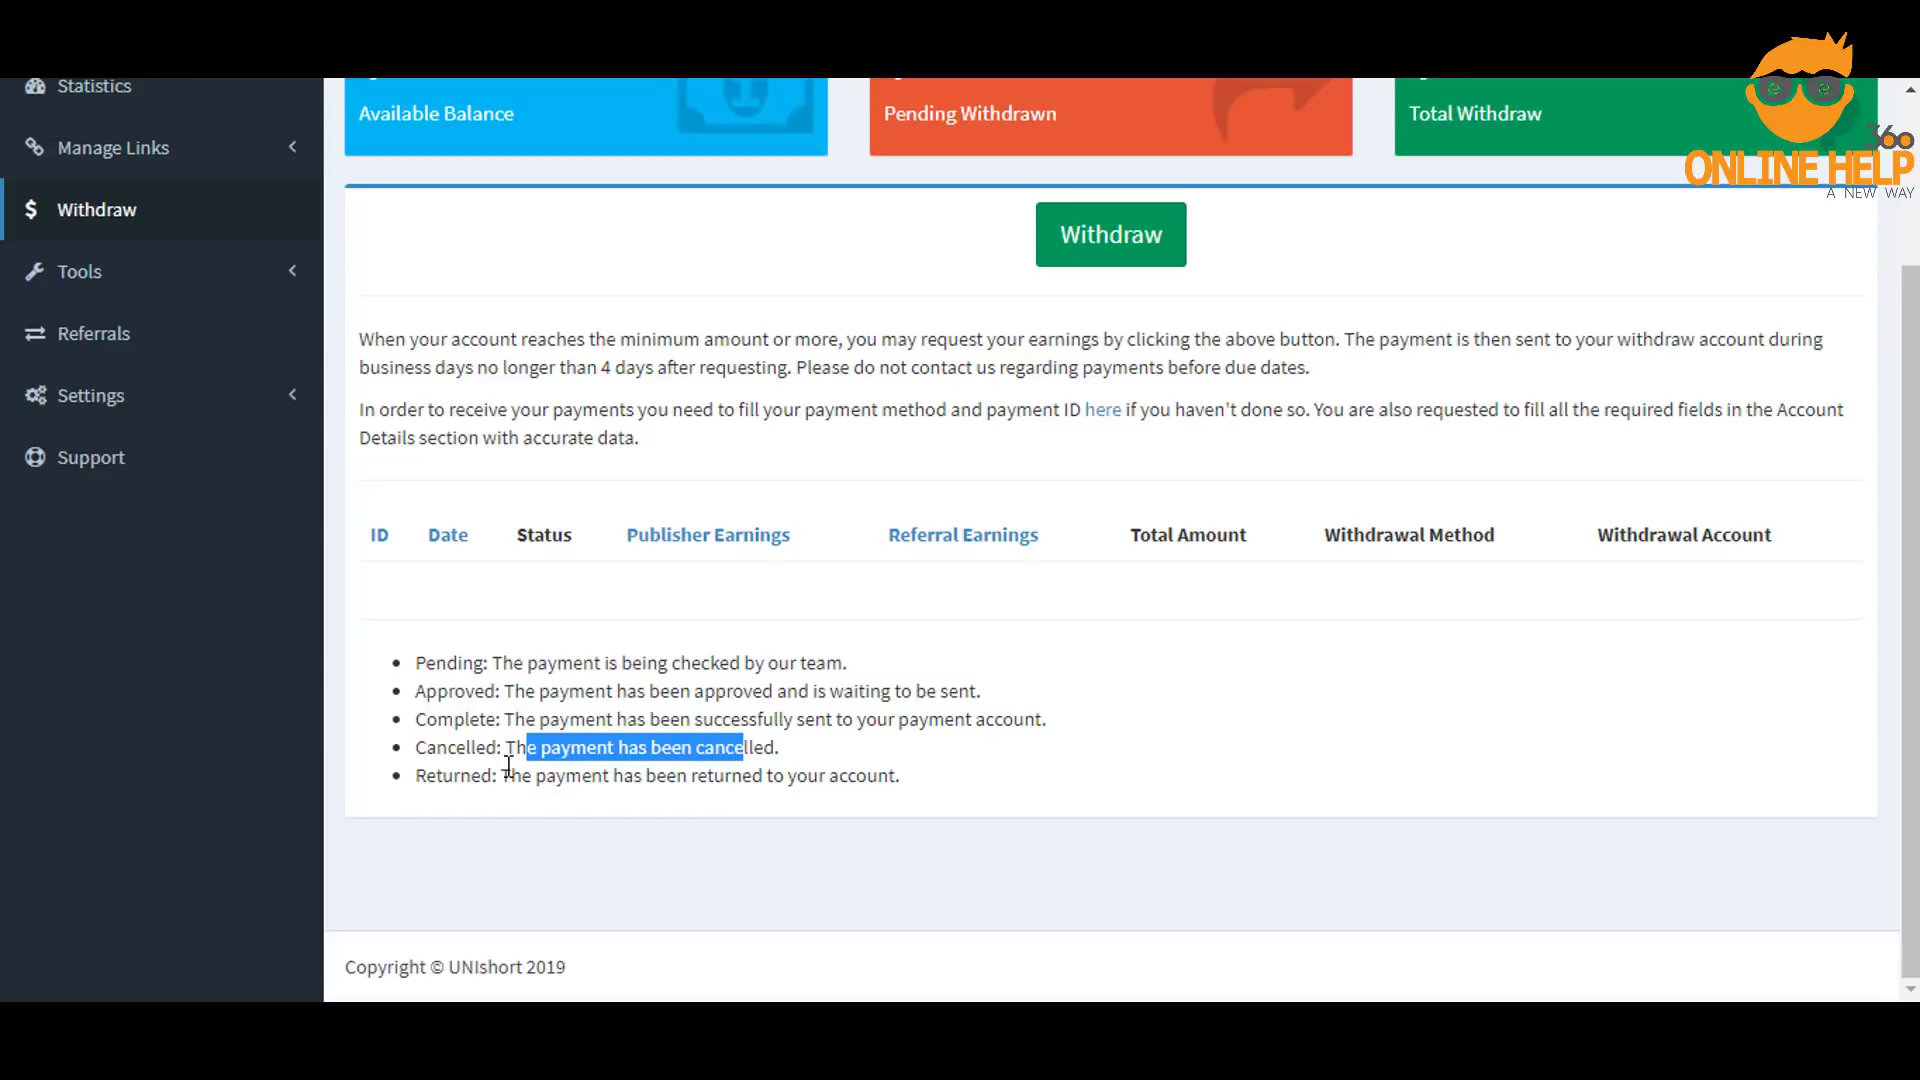 Statistics
Manage Links
Withdraw
Tools
Referrals
Settings
Support
Available Balance
Pending Withdrawn
Total Withdraw
360
ONLINE HELP
A NEW WAY
Withdraw
When your account reaches the minimum amount or more, you may request your earnings by clicking the above button. The payment is then sent to your withdraw account during
business days no longer than 4 days after requesting. Please do not contact us regarding payments before due dates.
In order to receive your payments you need to fill your payment method and payment ID here if you haven't done so. You are also requested to fill all the required fields in the Account
Details section with accurate data.
ID Date Status Publisher Earnings Referral Earnings Total Amount Withdrawal Method Withdrawal Account
Pending: The payment is being checked by our team.
Approved: The payment has been approved and is waiting to be sent.
Complete: The payment has been successfully sent to your payment account.
Cancelled: The payment has been cancelled.
Returned: The payment has been returned to your account.
Copyright © UNIshort 2019